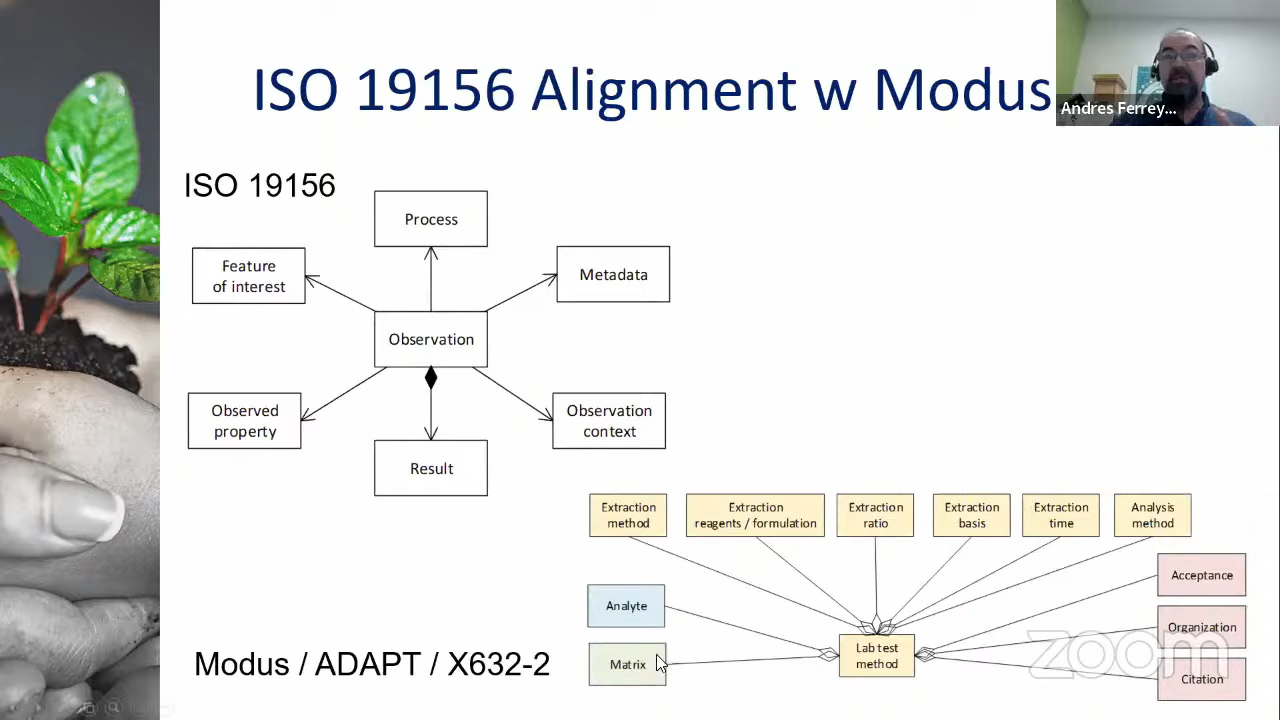 ISO 19156 Alignment w Modus
Andres Ferrey...
ISO 19156
Process
Feature
of interest
Metadata
Observation
Observed
property
Observation
context
Result
Extraction
method
Extraction
reagents / formulation
Extraction
ratio
Extraction
basis
Extraction
time
Analysis
method
Acceptance
Analyte
Organization
Lab test
method
Matrix
Citation
zoom
Modus / ADAPT / X632-2